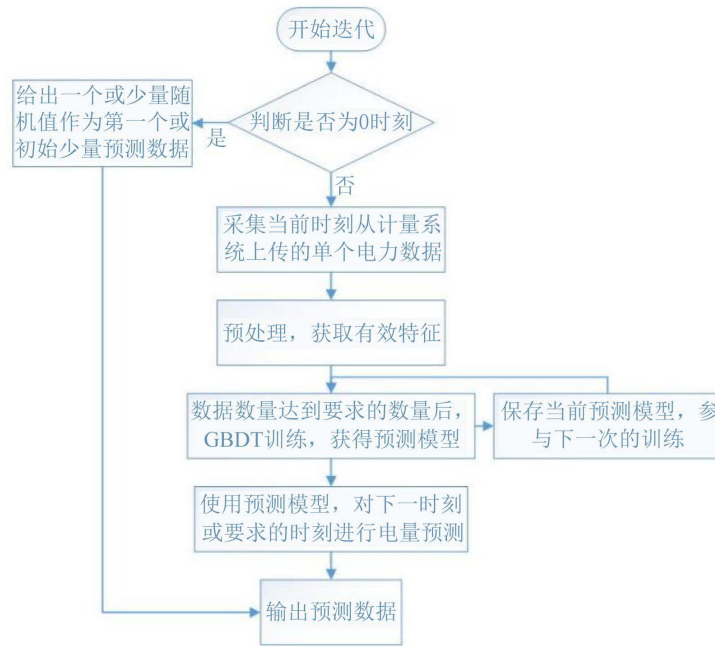 开始迭代
给出一个或少量随
机值作为第一个或
初始少量预测数据
是
判断是否为0时刻
否
采集当前时刻从计量系
统上传的单个电力数据
预处理，获取有效特征
数据数量达到要求的数量后，
GBDT训练，获得预测模型
保存当前预测模型，参
与下一次的训练
使用预测模型，对下一时刻
或要求的时刻进行电量预测
输出预测数据